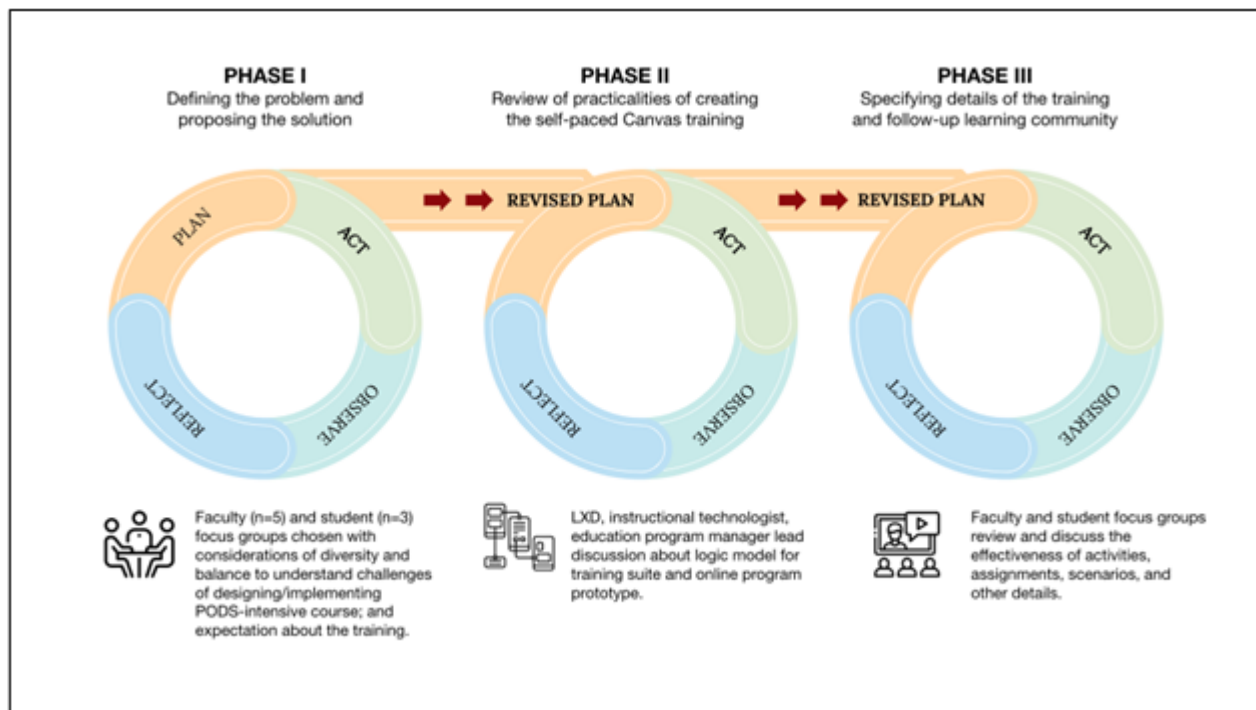 PHASE I
Defining the problem and
proposing the solution
PHASE II
Review of practicalities of creating
the self-paced Canvas training
PHASE III
Specifying details of the training
and follow-up learning community
PLAN
ACT
OBSERVE
REFLECT
REVISED PLAN
ACT
OBSERVE
REFLECT
REVISED PLAN
ACT
OBSERVE
REFLECT
Faculty (n=5) and student (n=3)
focus groups chosen with
considerations of diversity and
balance to understand challenges
of designing/implementing
PODS-intensive course; and
expectation about the training.
LXD, instructional technologist,
education program manager lead
discussion about logic model for
training suite and online program
prototype.
Faculty and student focus groups
review and discuss the
effectiveness of activities,
assignments, scenarios, and
other details.